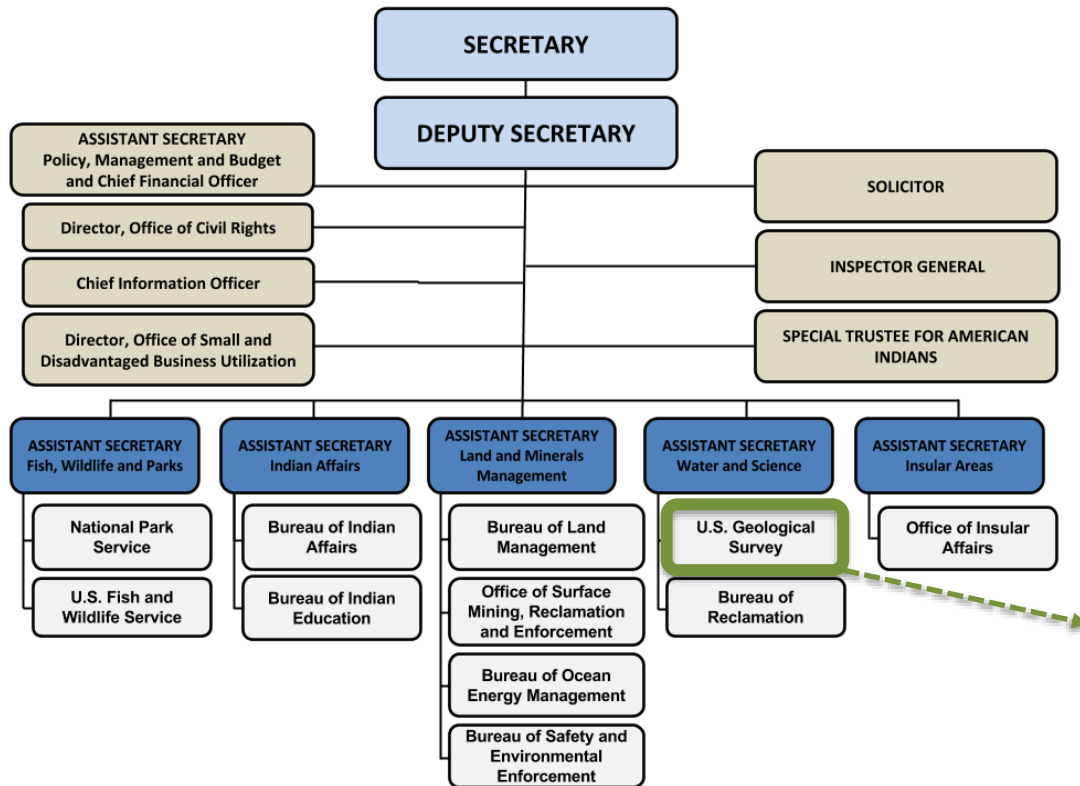 SECRETARY
DEPUTY SECRETARY
ASSISTANT SECRETARY
Policy, Management and Budget
and Chief Financial Officer
SOLICITOR
Director, Office of Civil Rights
INSPECTOR GENERAL
Chief Information Officer
Director, Office of Small and
Disadvantaged Business Utilization
SPECIAL TRUSTEE FOR AMERICAN
INDIANS
ASSISTANT SECRETARY
Fish, Wildlife and Parks
ASSISTANT SECRETARY
Indian Affairs
ASSISTANT SECRETARY
Land and Minerals
Management
ASSISTANT SECRETARY
Water and Science
ASSISTANT SECRETARY
Insular Areas
National Park
Service
U.S. Fish and
Wildlife Service
Bureau of Indian
Affairs
Bureau of Indian
Education
Bureau of Land
Management
Office of Surface
Mining, Reclamation
and Enforcement
Bureau of Ocean
Energy Management
Bureau of Safety and
Environmental
Enforcement
U.S. Geological
Survey
Bureau of
Reclamation
Office of Insular
Affairs